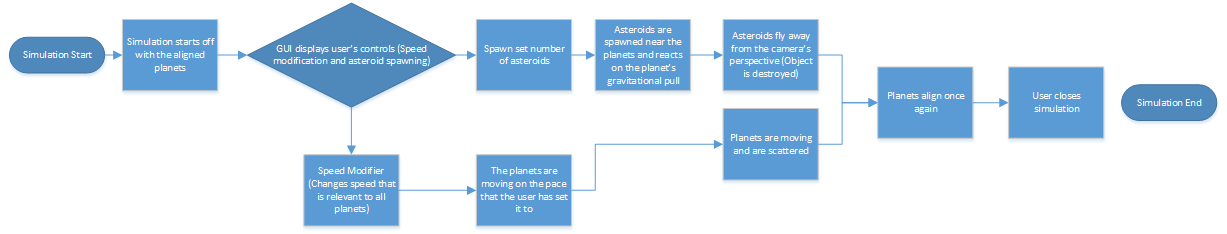 Simulation Start
Simulation starts off
with the aligned
planets
GUI displays user's controls (Speed
modification and asteroid spawning)
Spawn set number
of asteroids
Asteroids are
spawned near the
planets and reacts
on the planet's
gravitational pull
Asteroids fly away
from the camera's
perspective (Object
is destroyed)
Planets align once
again
User closes
simulation
Simulation End
Planets are moving
and are scattered
Speed Modifier
(Changes speed that
is relevant to all
planets)
The planets are
moving on the pace
that the user has set
it to